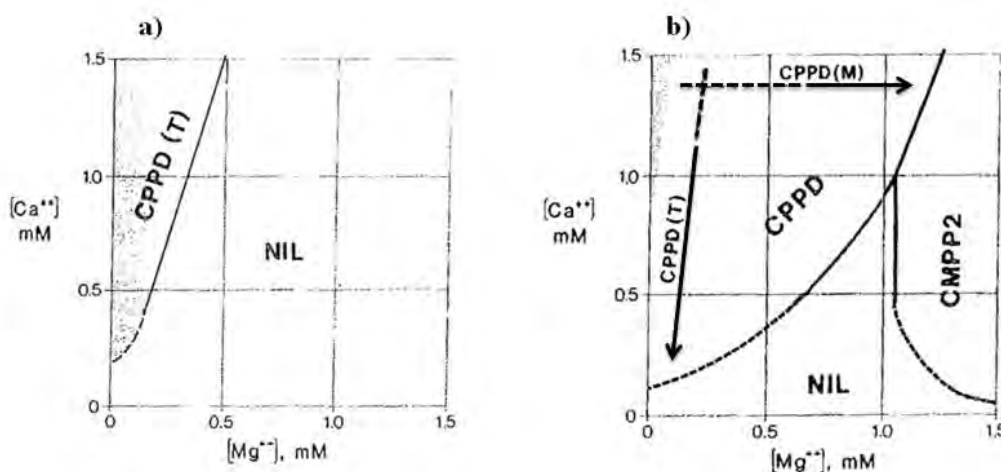 a)
1.5
1.0
[Ca++]
mM
0.5
0
CPPD (T)
NIL
0
0.5
1.0
1.5
[Mg++], mM
b)
1.5
1,0
[Ca++]
mM
0.5
0
CPPD(M)
CPPD(T)
CPPD
NIL
CMPP2
0
0.5
1.0
1.5
[Mg++], mM